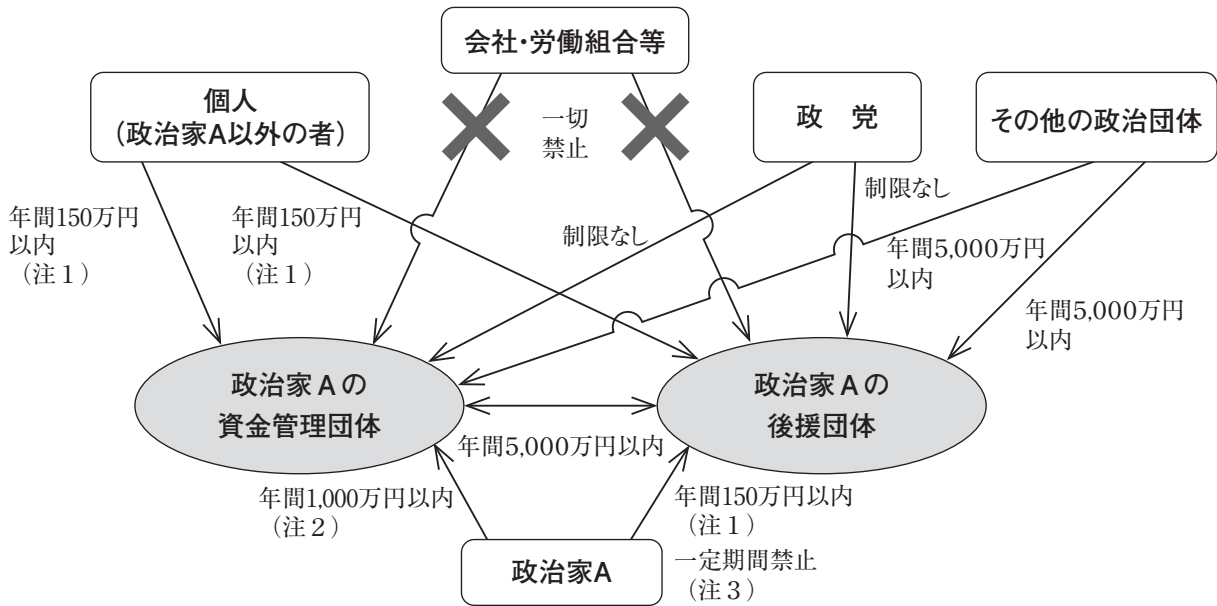 会社・労働組合等
個人
（政治家A以外の者）
政　党
その他の政治団体
一切
禁止
年間150万円
以内
（注１）
年間150万円
以内
（注１）
制限なし
制限なし
年間5,000万円
以内
年間5,000万円
以内
政治家Ａの
資金管理団体
政治家Ａの
後援団体
年間5,000万円以内
年間1,000万円以内
（注２）
年間150万円以内
（注１）
一定期間禁止
（注３）
政治家A